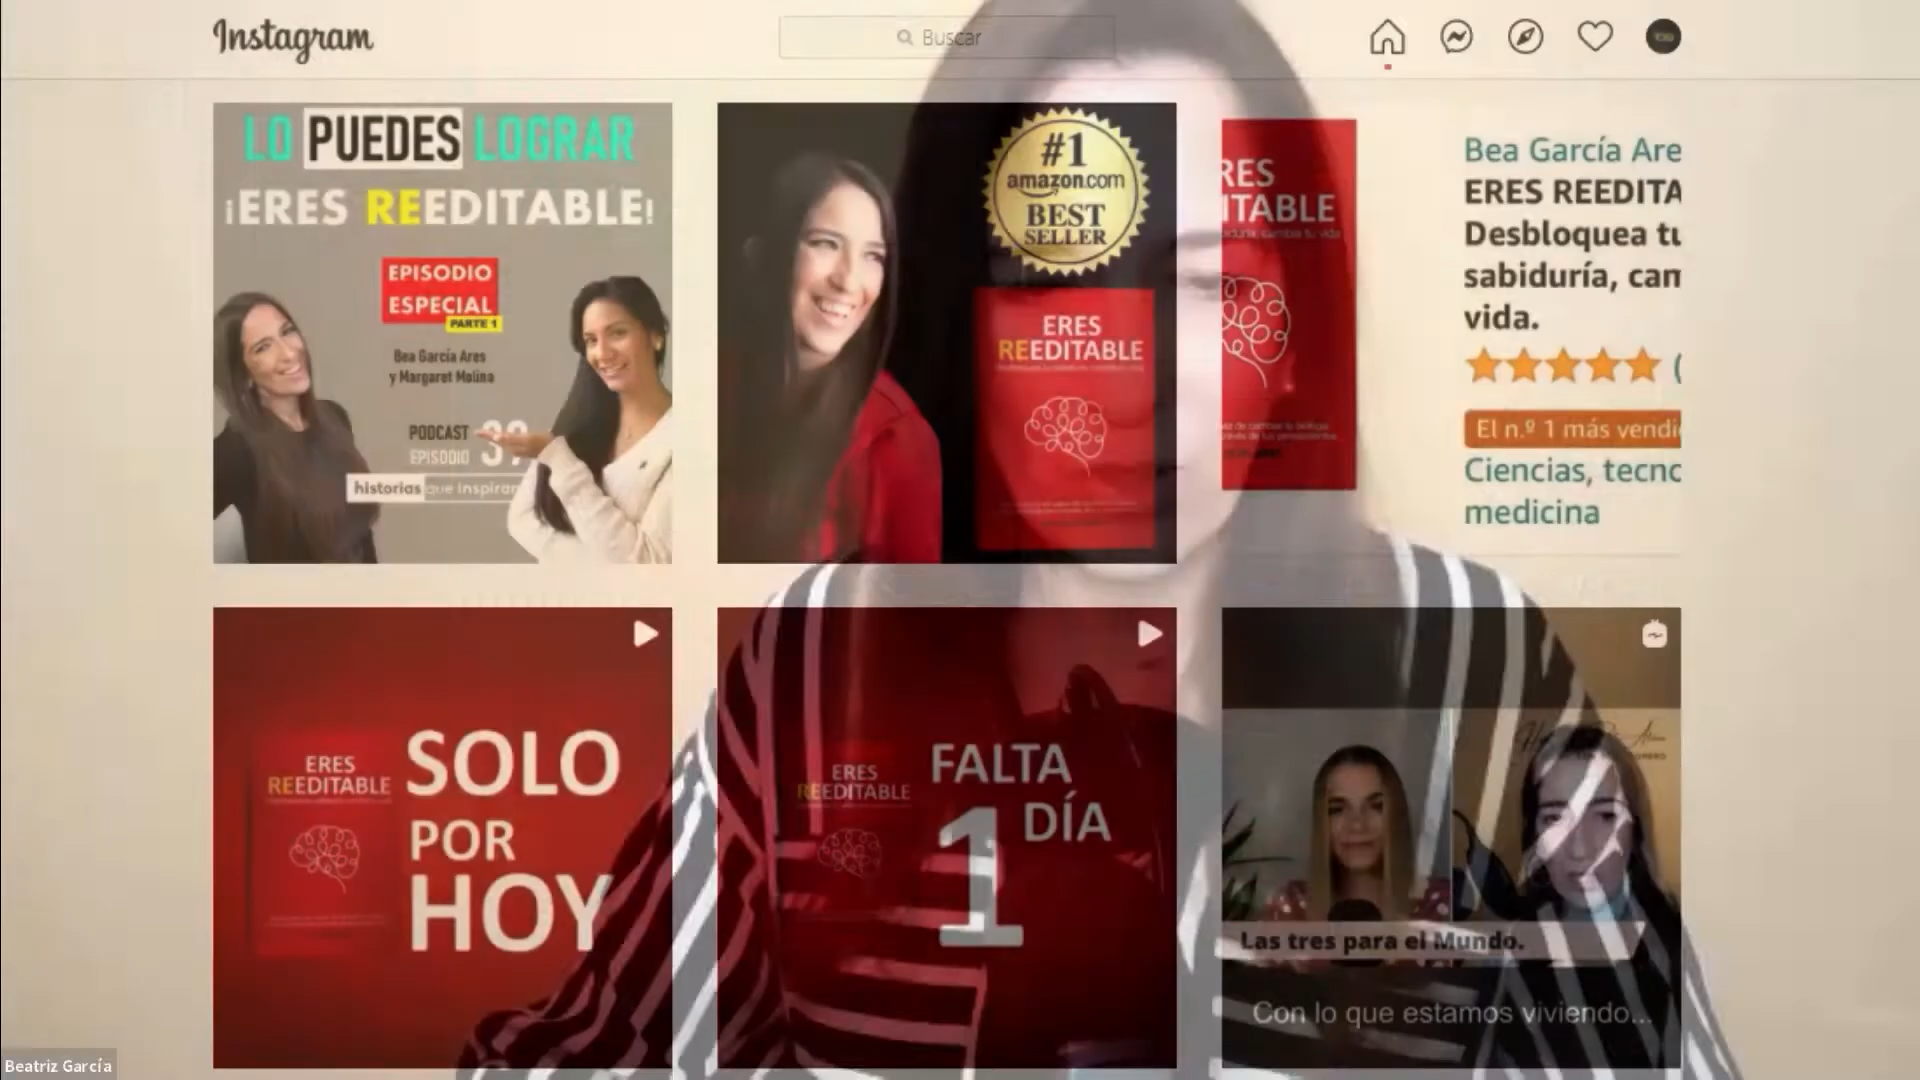 Instagram
Buscar
LO PUEDES LOGRAR
¡ERES REEDITABLE!
EPISODIO
ESPECIAL
PARTE 1
Bea García Ares
y Margaret Molina
PODCAST
EPISODIO
historias que inspiran
#1
amazon.com
BEST
SELLER
ERES
REEDITABLE
RES
ITABLE
Bea García Are
ERES REEDITA
Desbloquea tu
sabiduría, cam
vida.
El n.º 1 más vendi
Ciencias, tecno
medicina
ERES
REEDITABLE
SOLO
POR
HOY
ERES
REEDITABLE
FALTA
1 DÍA
Las tres para el Mundo.
Con lo que estamos viviendo...
Beatriz García